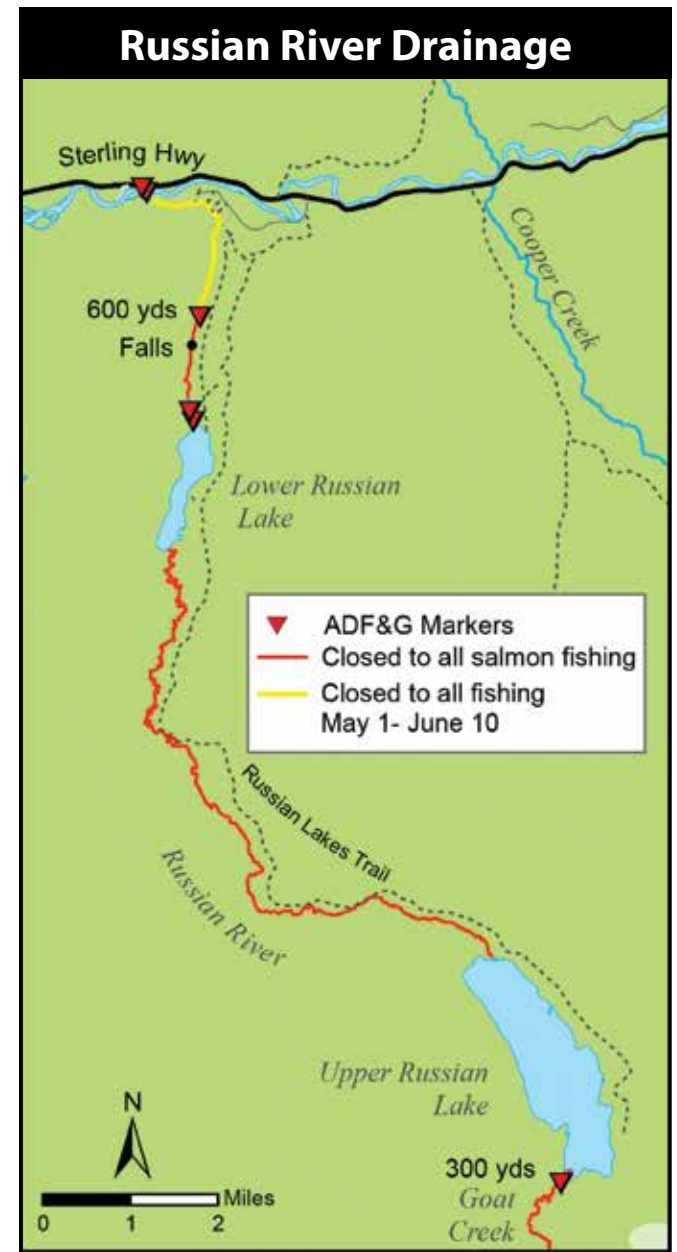 Russian River Drainage
Sterling Hwy
Cooper Creek
600 yds
Falls
Lower Russian
Lake
ADF&G Markers
Closed to all salmon fishing
Closed to all fishing
May 1- June 10
Russian Lakes Trail
Russian River
Upper Russian
Lake
N
300 yds
Goat
Creek
Miles
0 1 2